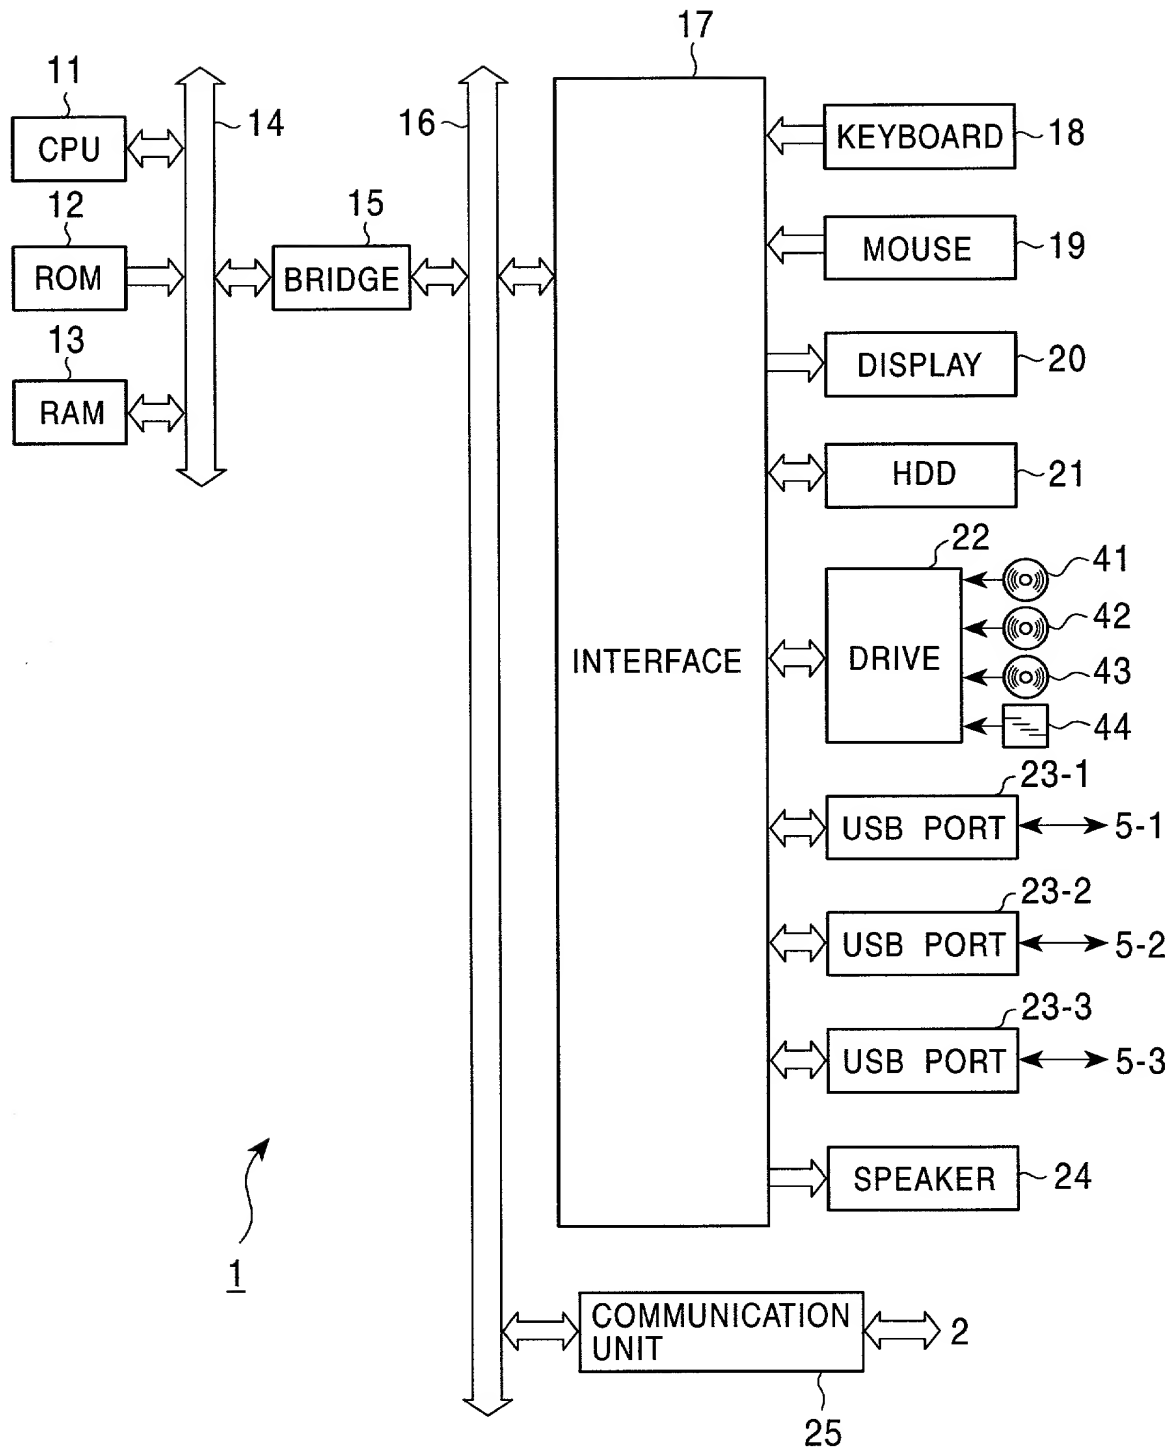 17
11
14
16
CPU
KEYBOARD
18
12
15
ROM
BRIDGE
MOUSE
19
13
RAM
DISPLAY
20
HDD
21
22
41
42
INTERFACE
DRIVE
43
44
23-1
USB PORT
5-1
23-2
USB PORT
5-2
23-3
USB PORT
5-3
SPEAKER
24
1
COMMUNICATION
UNIT
2
25